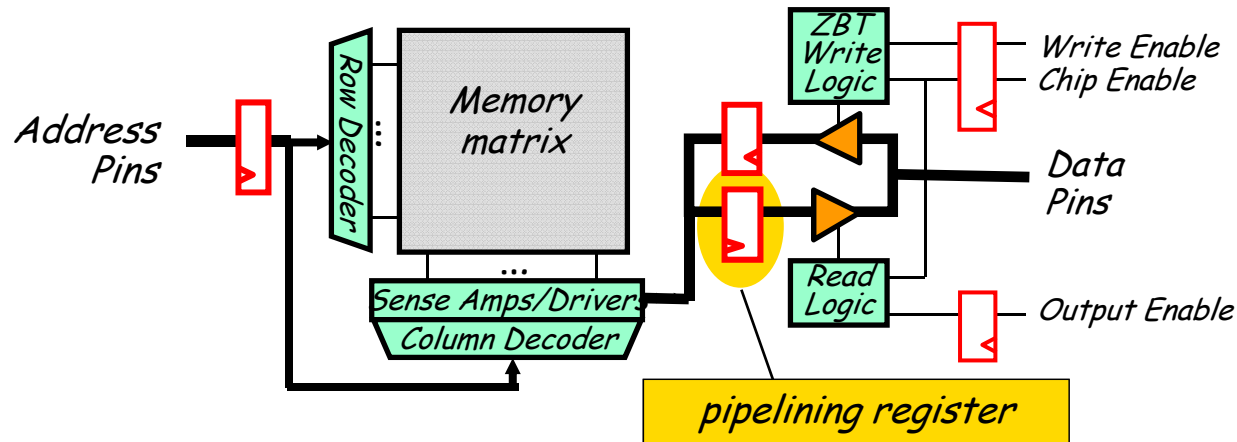 ZBT
Write
Logic
Write Enable
Chip Enable
Row Decoder
...
Memory
matrix
Address
Pins
Data
Pins
...
Sense Amps/Drivers
Column Decoder
Read
Logic
Output Enable
pipelining register